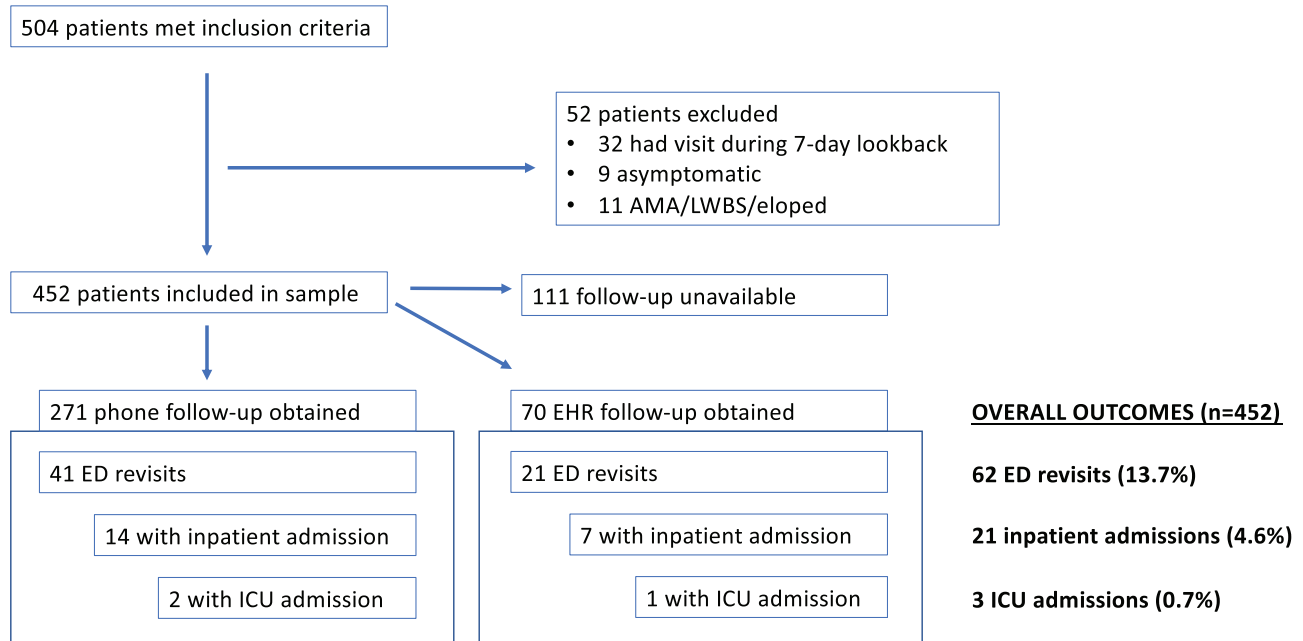 504 patients met inclusion criteria
52 patients excluded
• 32 had visit during 7-day lookback
• 9 asymptomatic
• 11 AMA/LWBS/eloped
452 patients included in sample
111 follow-up unavailable
271 phone follow-up obtained
41 ED revisits
14 with inpatient admission
2 with ICU admission
70 EHR follow-up obtained
21 ED revisits
7 with inpatient admission
1 with ICU admission
OVERALL OUTCOMES (n=452)
62 ED revisits (13.7%)
21 inpatient admissions (4.6%)
3 ICU admissions (0.7%)